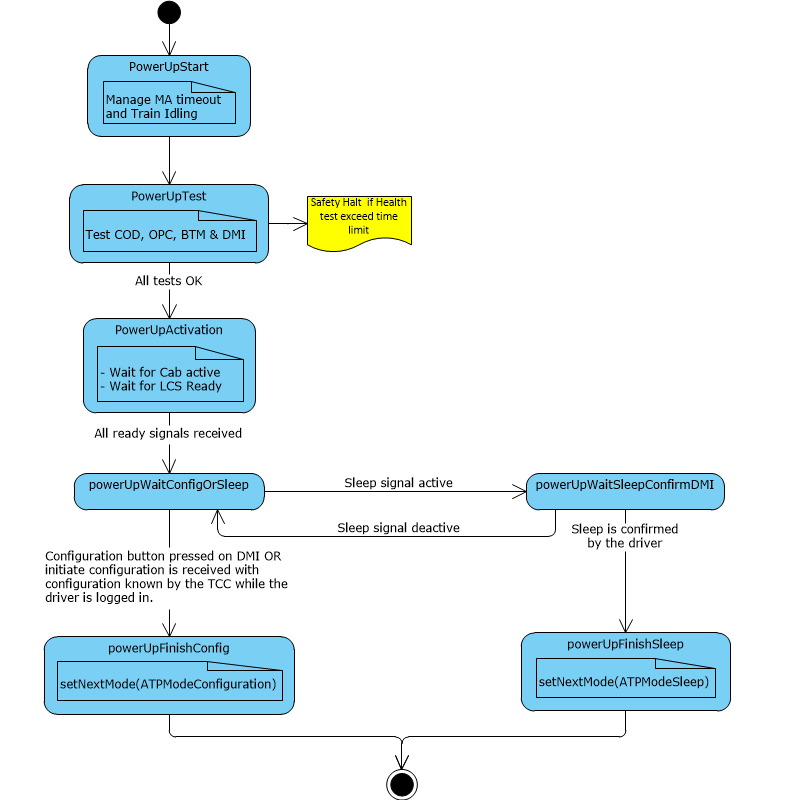 PowerUpStart
Manage MA timeout
and Train Idling
PowerUpTest
Test COD, OPC, BTM & DMI
Safety Halt if Health
test exceed time
limit
All tests OK
PowerUpActivation
- Wait for Cab active
- Wait for LCS Ready
All ready signals received
powerUpWaitConfigOrSleep
Sleep signal active
powerUpWaitSleepConfirmDMI
Sleep signal deactive
Sleep is confirmed
by the driver
Configuration button pressed on DMI OR
initiate configuration is received with
configuration known by the TCC while the
driver is logged in.
powerUpFinishConfig
setNextMode(ATPModeConfiguration)
powerUpFinishSleep
setNextMode(ATPModeSleep)